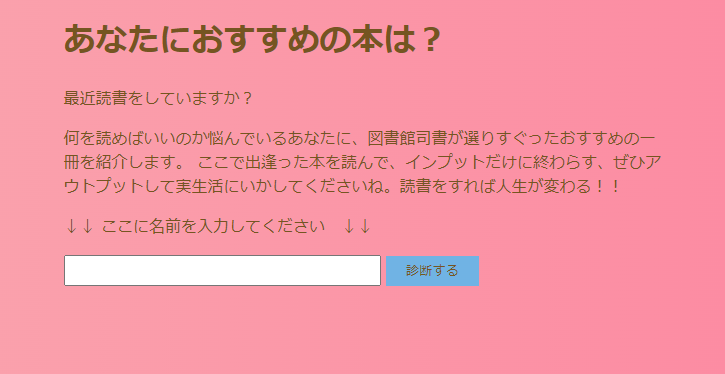 あなたにおすすめの本は？
最近読書をしていますか？
何を読めばいいのか悩んでいるあなたに、図書館司書が選りすぐったおすすめの一
冊を紹介します。 ここで出逢った本を読んで、インプットだけに終わらす、ぜひア
ウトプットして実生活にいかしてくださいね。読書をすれば人生が変わる！！
↓↓ ここに名前を入力してください　↓↓
診断する